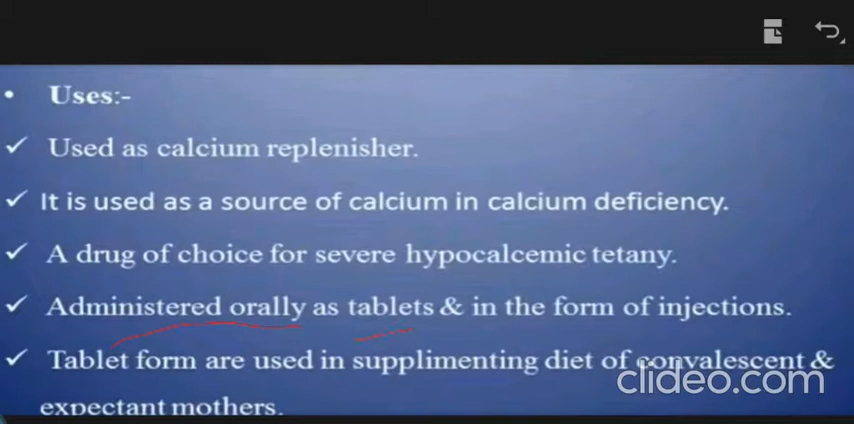 • Uses:-
✓ Used as calcium replenisher.
✓ It is used as a source of calcium in calcium deficiency.
✓ A drug of choice for severe hypocalcemic tetany.
✓ Administered orally as tablets & in the form of injections.
✓ Tablet form are used in supplimenting diet of convalescent &
clideo.com
expectant mothers.